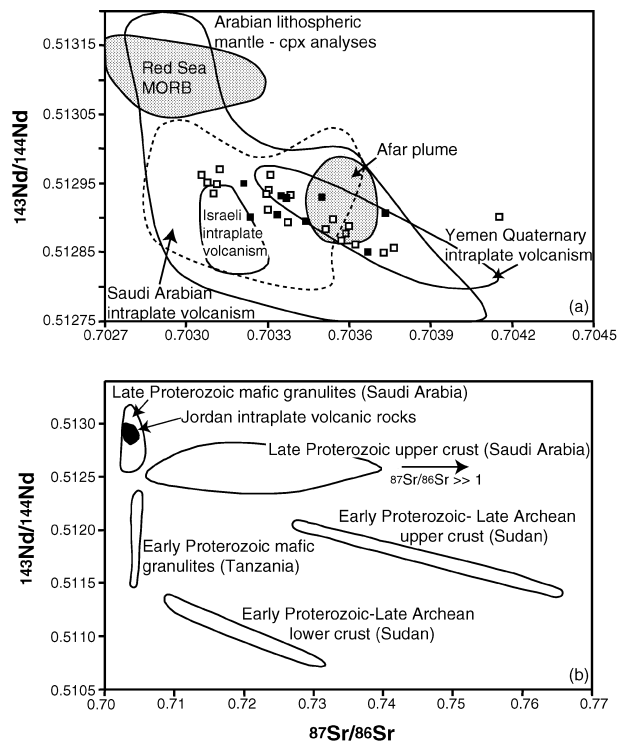 Arabian lithospheric
mantle - cpx analyses
0.51315
Red Sea
MORB
0.51305
Afar plume
143Nd/144Nd
0.51295
Israeli
intraplate
volcanism
Yemen Quaternary
intraplate volcanism
0.51285
Saudi Arabian
intraplate volcanism
(a)
0.51275
0.7027 0.7030 0.7033 0.7036 0.7039 0.7042 0.7045
Late Proterozoic mafic granulites (Saudi Arabia)
Jordan intraplate volcanic rocks
0.5130
Late Proterozoic upper crust (Saudi Arabia)
0.5125
87Sr/86Sr >> 1
0.5120
Early Proterozoic- Late Archean
upper crust (Sudan)
143Nd/144Nd
Early Proterozoic mafic
granulites (Tanzania)
0.5115
Early Proterozoic-Late Archean
lower crust (Sudan)
0.5110
(b)
0.5105
0.70 0.71 0.72 0.73 0.74 0.75 0.76 0.77
87Sr/86Sr